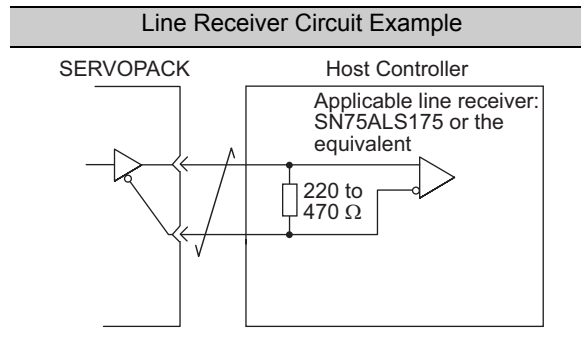 Line Receiver Circuit Example
SERVOPACK
Host Controller
Applicable line receiver:
SN75ALS175 or the
equivalent
220 to
470 Ω